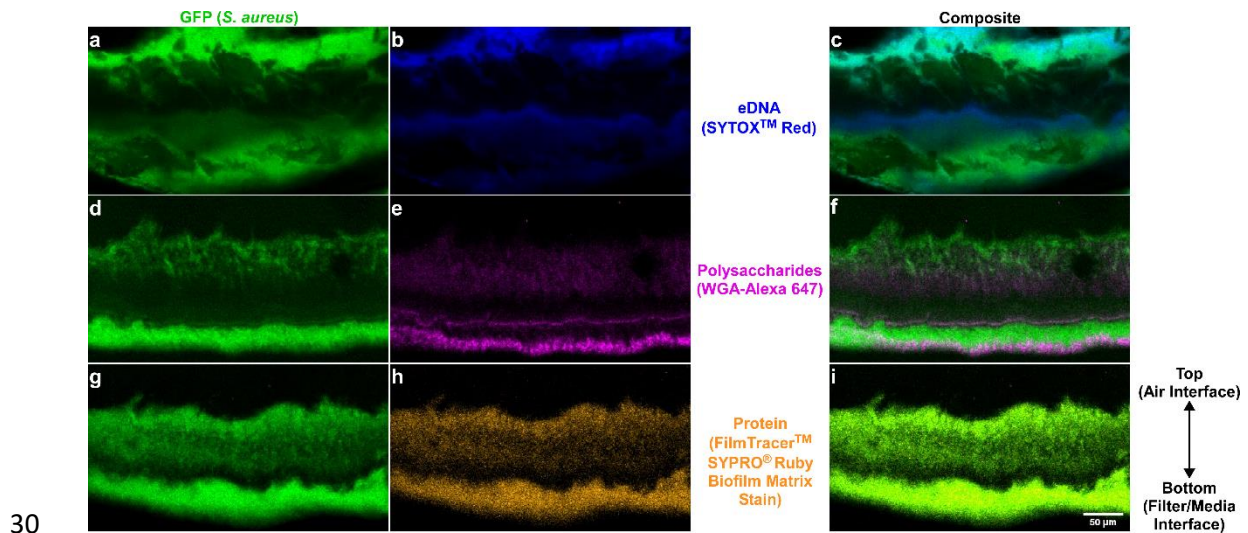 GFP (S. aureus)
Composite
a
b
c
eDNA
(SYTOX™ Red)
d
e
f
Polysaccharides
(WGA-Alexa 647)
g
h
i
Protein
(FilmTracer™
SYPRO® Ruby
Biofilm Matrix
Stain)
Top
(Air Interface)
Bottom
(Filter/Media
Interface)
50 µm
30